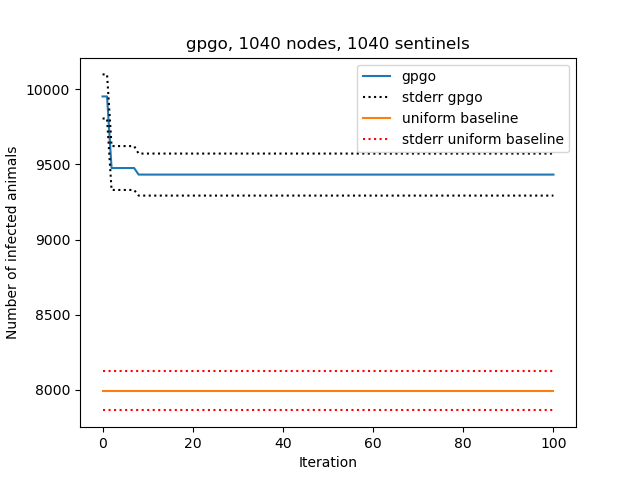 gpgo, 1040 nodes, 1040 sentinels
gpgo
stderr gpgo
uniform baseline
stderr uniform baseline
Number of infected animals
10000
9500
9000
8500
8000
0 20 40 60 80 100
Iteration